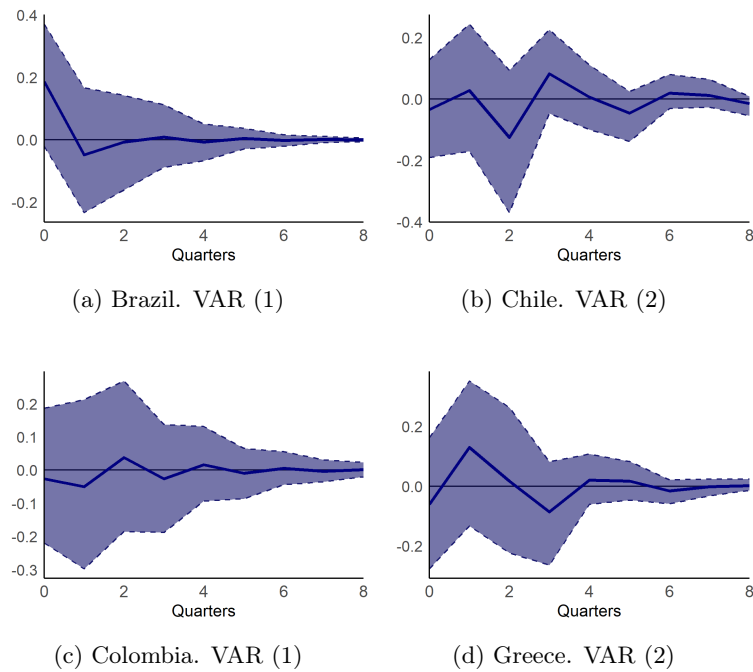 0.4
0.2
0.0
-0.2
0 2 4 6 8
Quarters
(a) Brazil. VAR (1)
0.2
0.0
-0.2
-0.4
0 2 4 6 8
Quarters
(b) Chile. VAR (2)
0.2
0.1
0.0
-0.1
-0.2
-0.3
0 2 4 6 8
Quarters
(c) Colombia. VAR (1)
0.2
0.0
-0.2
0 2 4 6 8
Quarters
(d) Greece. VAR (2)